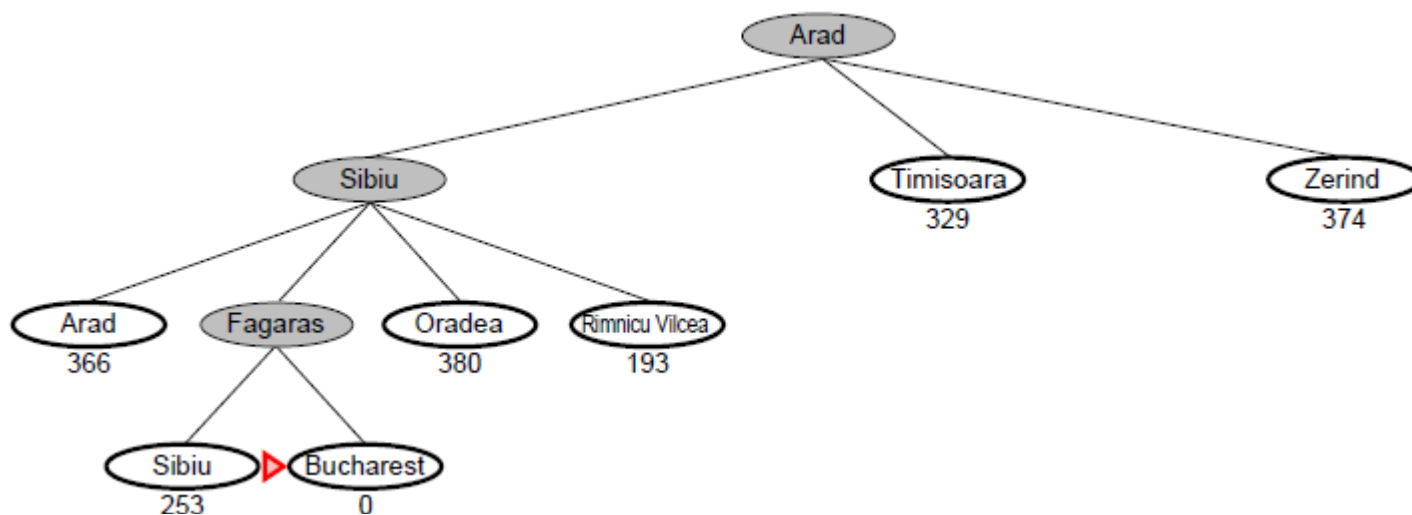 Arad
Sibiu
Timisoara
Zerind
329
374
Arad
Fagaras
Oradea
Rimnicu Vilcea
366
380
193
Sibiu
Bucharest
253
0